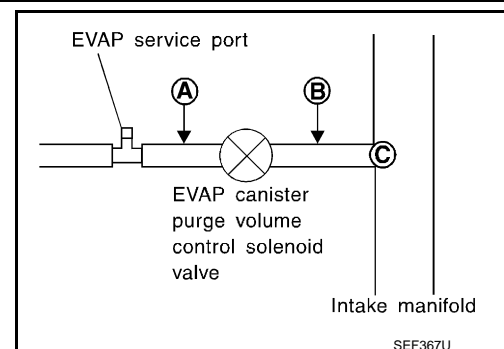 EVAP service port
A
B
C
EVAP canister
purge volume
control solenoid
valve
Intake manifold
SEF367U